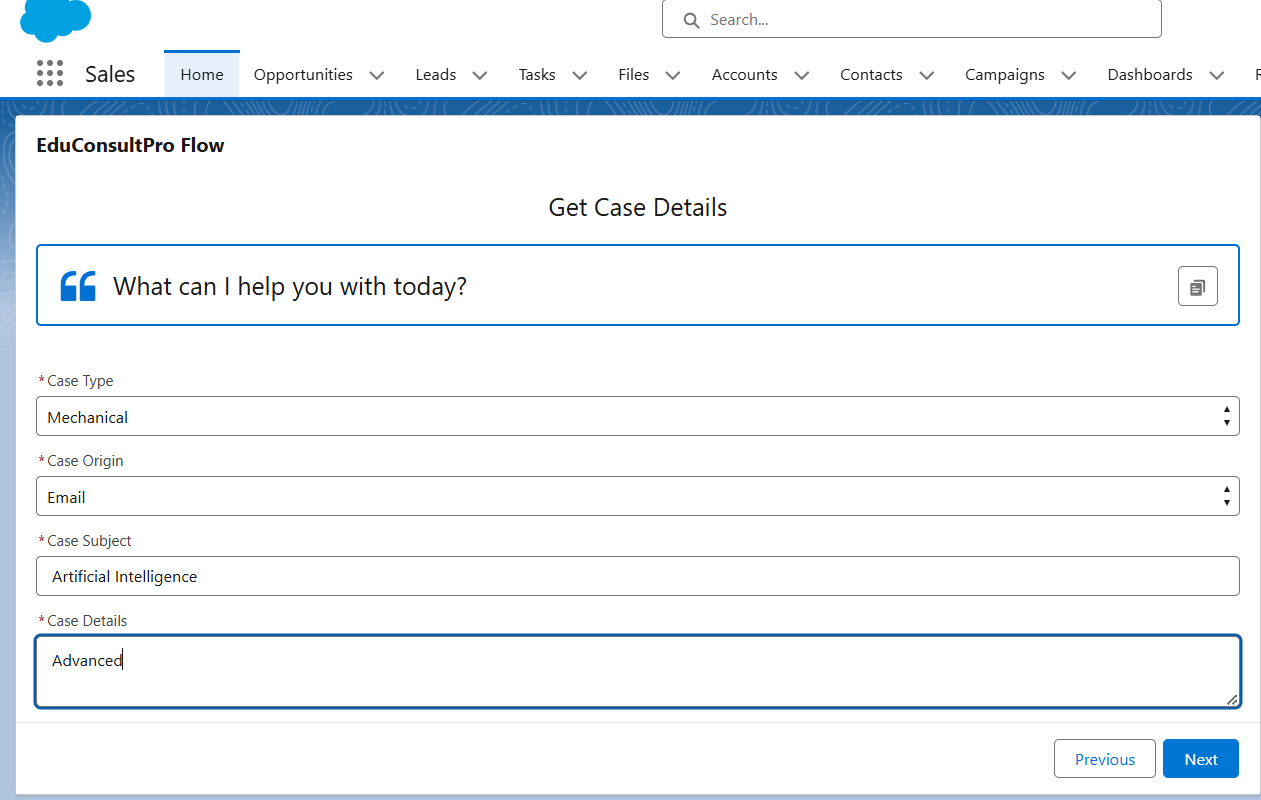 Search...
Sales Home Opportunities Leads Tasks Files Accounts Contacts Campaigns Dashboards
EduConsultPro Flow
Get Case Details
What can I help you with today?
*Case Type
Mechanical
*Case Origin
Email
*Case Subject
Artificial Intelligence
*Case Details
Advanced
Previous Next